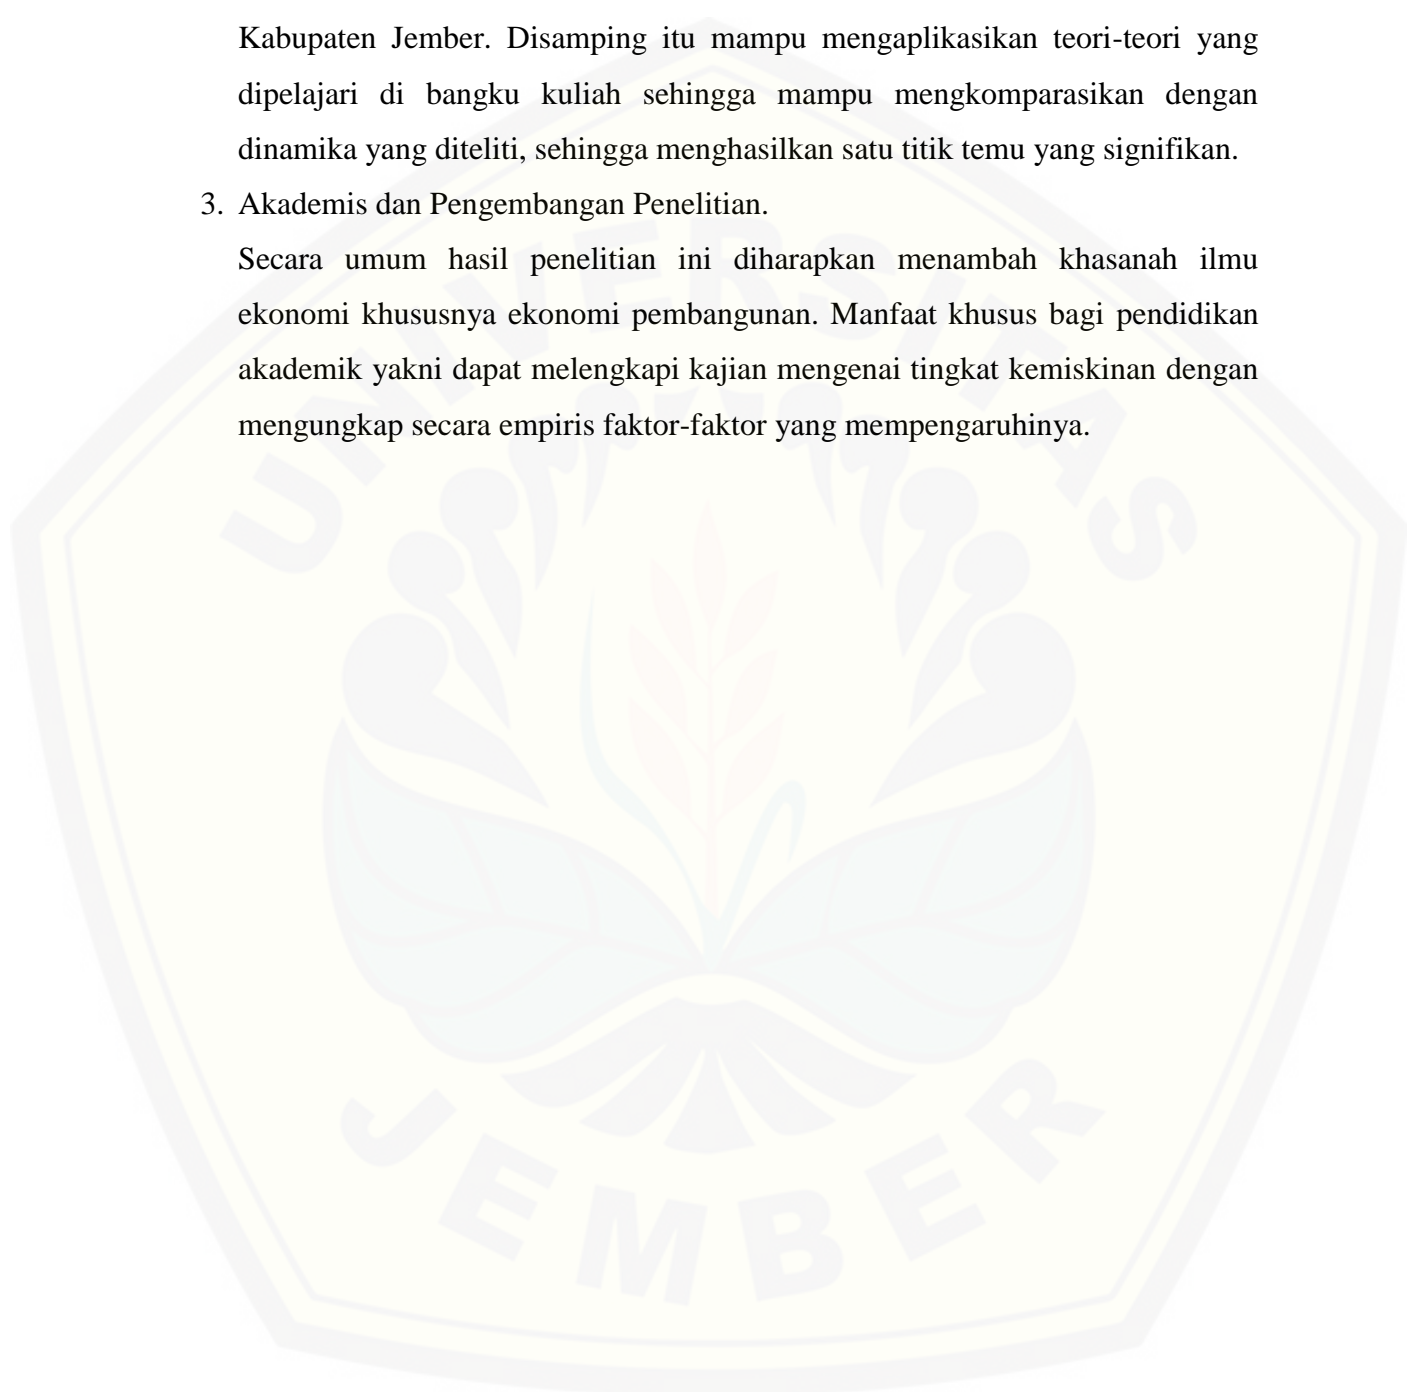 Kabupaten Jember. Disamping itu mampu mengaplikasikan teori-teori yang
dipelajari di bangku kuliah sehingga mampu mengkomparasikan dengan
dinamika yang diteliti, sehingga menghasilkan satu titik temu yang signifikan.
3. Akademis dan Pengembangan Penelitian.
Secara umum hasil penelitian ini diharapkan menambah khasanah ilmu
ekonomi khususnya ekonomi pembangunan. Manfaat khusus bagi pendidikan
akademik yakni dapat melengkapi kajian mengenai tingkat kemiskinan dengan
mengungkap secara empiris faktor-faktor yang mempengaruhinya.
UNIVERSITAS
JEMBER